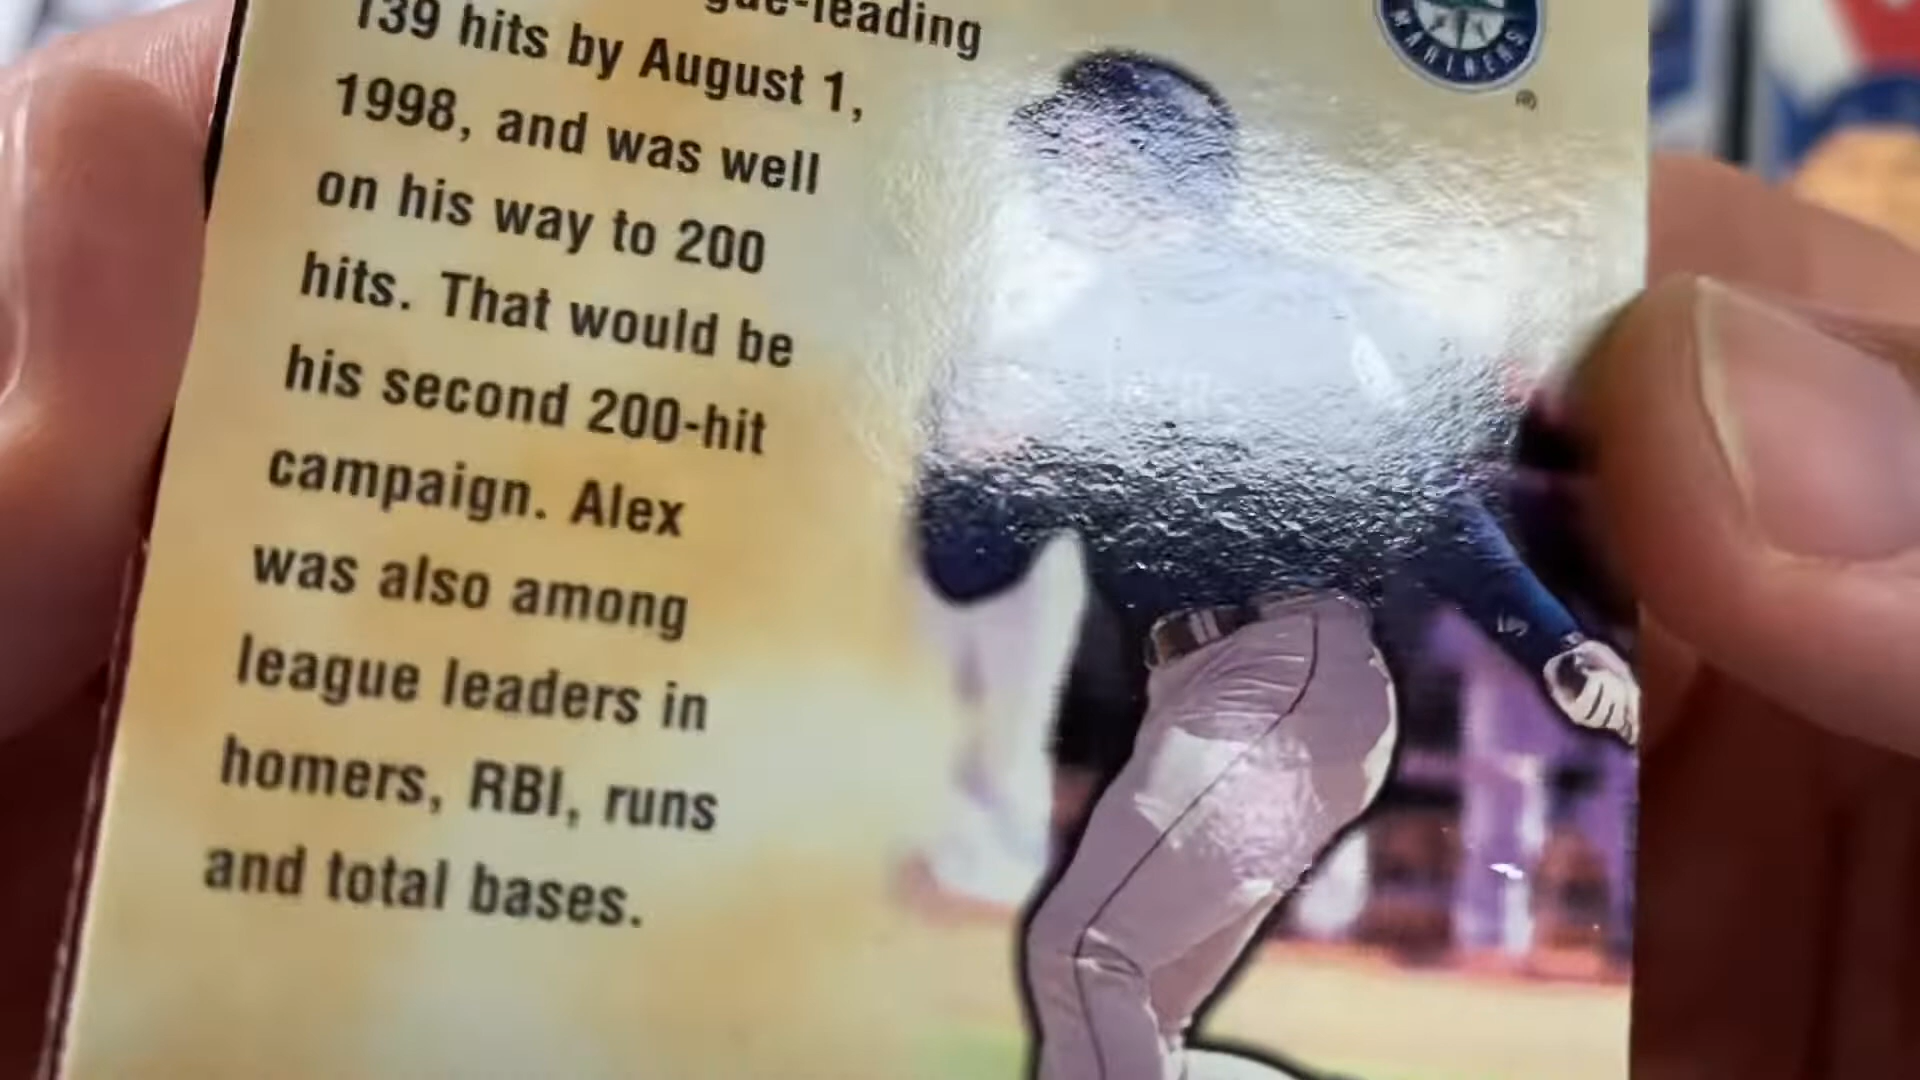 -leading
139 hits by August 1,
1998, and was well
on his way to 200
hits. That would be
his second 200-hit
campaign. Alex
was also among
league leaders in
homers, RBI, runs
and total bases.
MARINERS
®